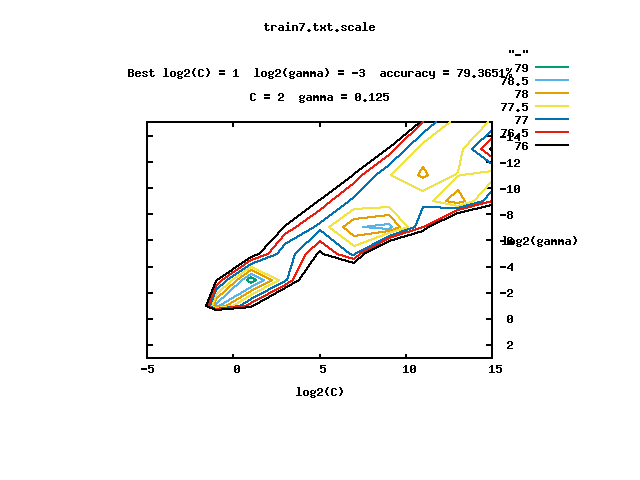 train7.txt.scale
"-"
Best log2(C) = 1  log2(gamma) = -3  accuracy = 79.3651%
C = 2  gamma = 0.125
79
78.5
78
77.5
77
76.5
76
-14
-12
-10
-8
-6
-4
-2
0
2
log2(gamma)
-5 0 5 10 15
log2(C)